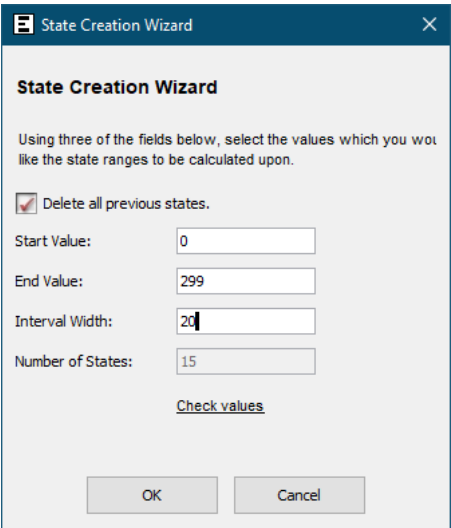 State Creation Wizard
State Creation Wizard
Using three of the fields below, select the values which you
like the state ranges to be calculated upon.
Delete all previous states.
Start Value: 0
End Value: 299
Interval Width: 20
Number of States: 15
Check values
OK Cancel